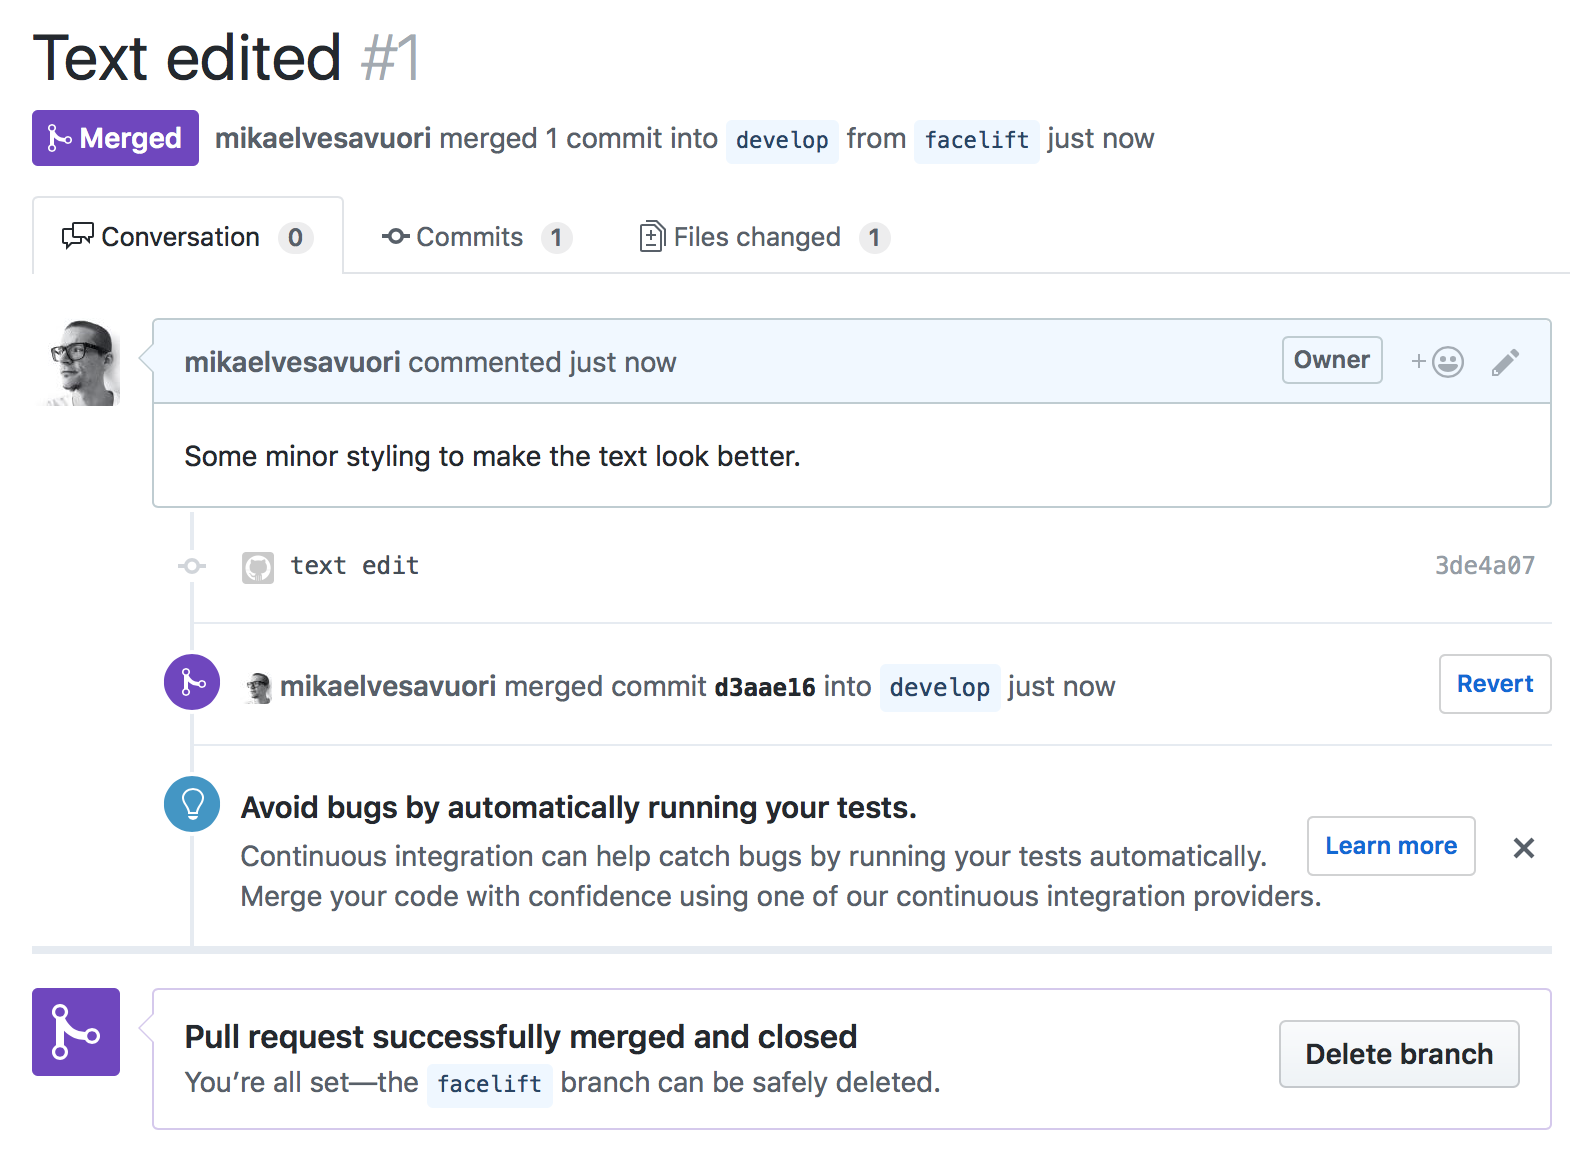 Text edited #1
Merged mikaelvesavuori merged 1 commit into develop from facelift just now
Conversation 0 Commits 1 Files changed 1
mikaelvesavuori commented just now Owner +
Some minor styling to make the text look better.
text edit 3de4a07
mikaelvesavuori merged commit d3aae16 into develop just now Revert
Avoid bugs by automatically running your tests.
Continuous integration can help catch bugs by running your tests automatically. Learn more
Merge your code with confidence using one of our continuous integration providers.
Pull request successfully merged and closed
You’re all set—the facelift branch can be safely deleted.
Delete branch